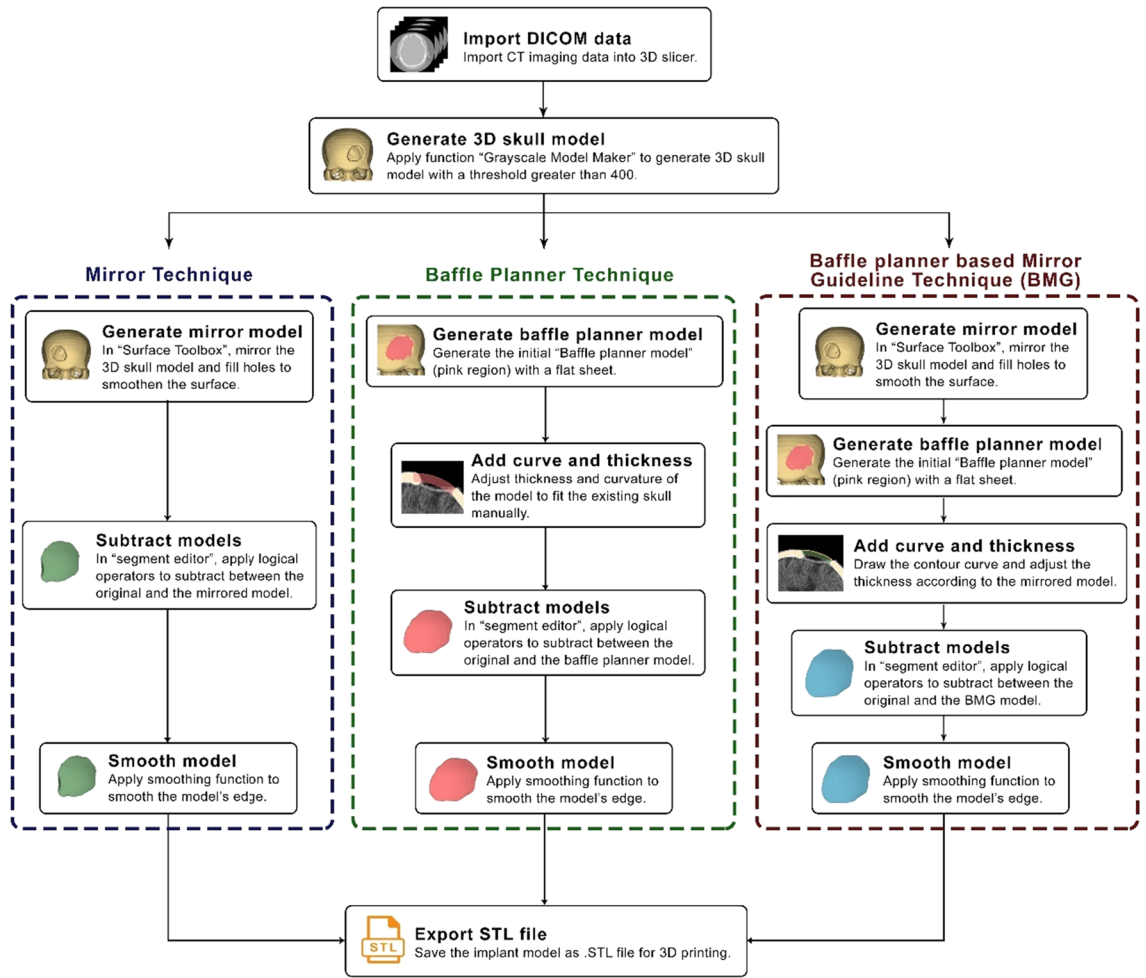 Import DICOM data
Import CT imaging data into 3D slicer.
Generate 3D skull model
Apply function “Grayscale Model Maker” to generate 3D skull
model with a threshold greater than 400.
Mirror Technique
Generate mirror model
In “Surface Toolbox”, mirror the
3D skull model and fill holes to
smoothen the surface.
Subtract models
In “segment editor”, apply logical
operators to subtract between the
original and the mirrored model.
Smooth model
Apply smoothing function to
smooth the model’s edge.
Baffle Planner Technique
Generate baffle planner model
Generate the initial “Baffle planner model”
(pink region) with a flat sheet.
Add curve and thickness
Adjust thickness and curvature of
the model to fit the existing skull
manually.
Subtract models
In “segment editor”, apply logical
operators to subtract between the
original and the baffle planner model.
Smooth model
Apply smoothing function to
smooth the model’s edge.
Baffle planner based Mirror
Guideline Technique (BMG)
Generate mirror model
In “Surface Toolbox”, mirror the
3D skull model and fill holes to
smooth the surface.
Generate baffle planner model
Generate the initial “Baffle planner model”
(pink region) with a flat sheet.
Add curve and thickness
Draw the contour curve and adjust the
thickness according to the mirrored model.
Subtract models
In “segment editor”, apply logical
operators to subtract between the
original and the BMG model.
Smooth model
Apply smoothing function to
smooth the model’s edge.
STL
Export STL file
Save the implant model as .STL file for 3D printing.